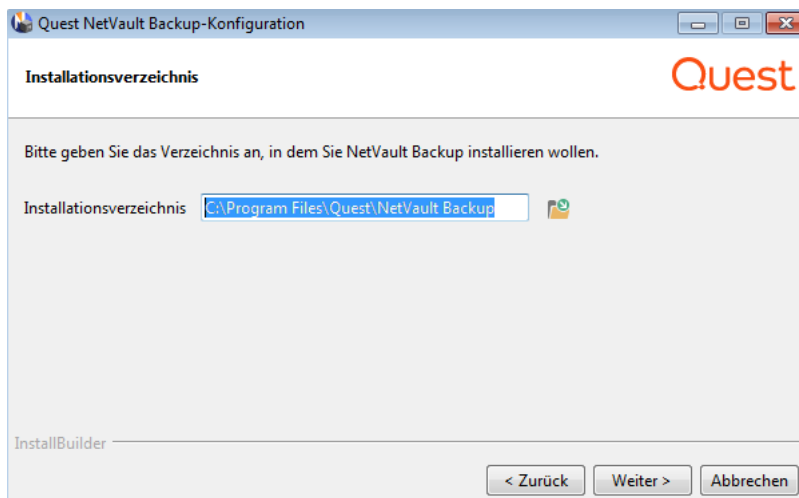 Quest NetVault Backup-Konfiguration
Installationsverzeichnis
Quest
Bitte geben Sie das Verzeichnis an, in dem Sie NetVault Backup installieren wollen.
Installationsverzeichnis C:\Program Files\Quest\NetVault Backup
InstallBuilder
< Zurück Weiter > Abbrechen